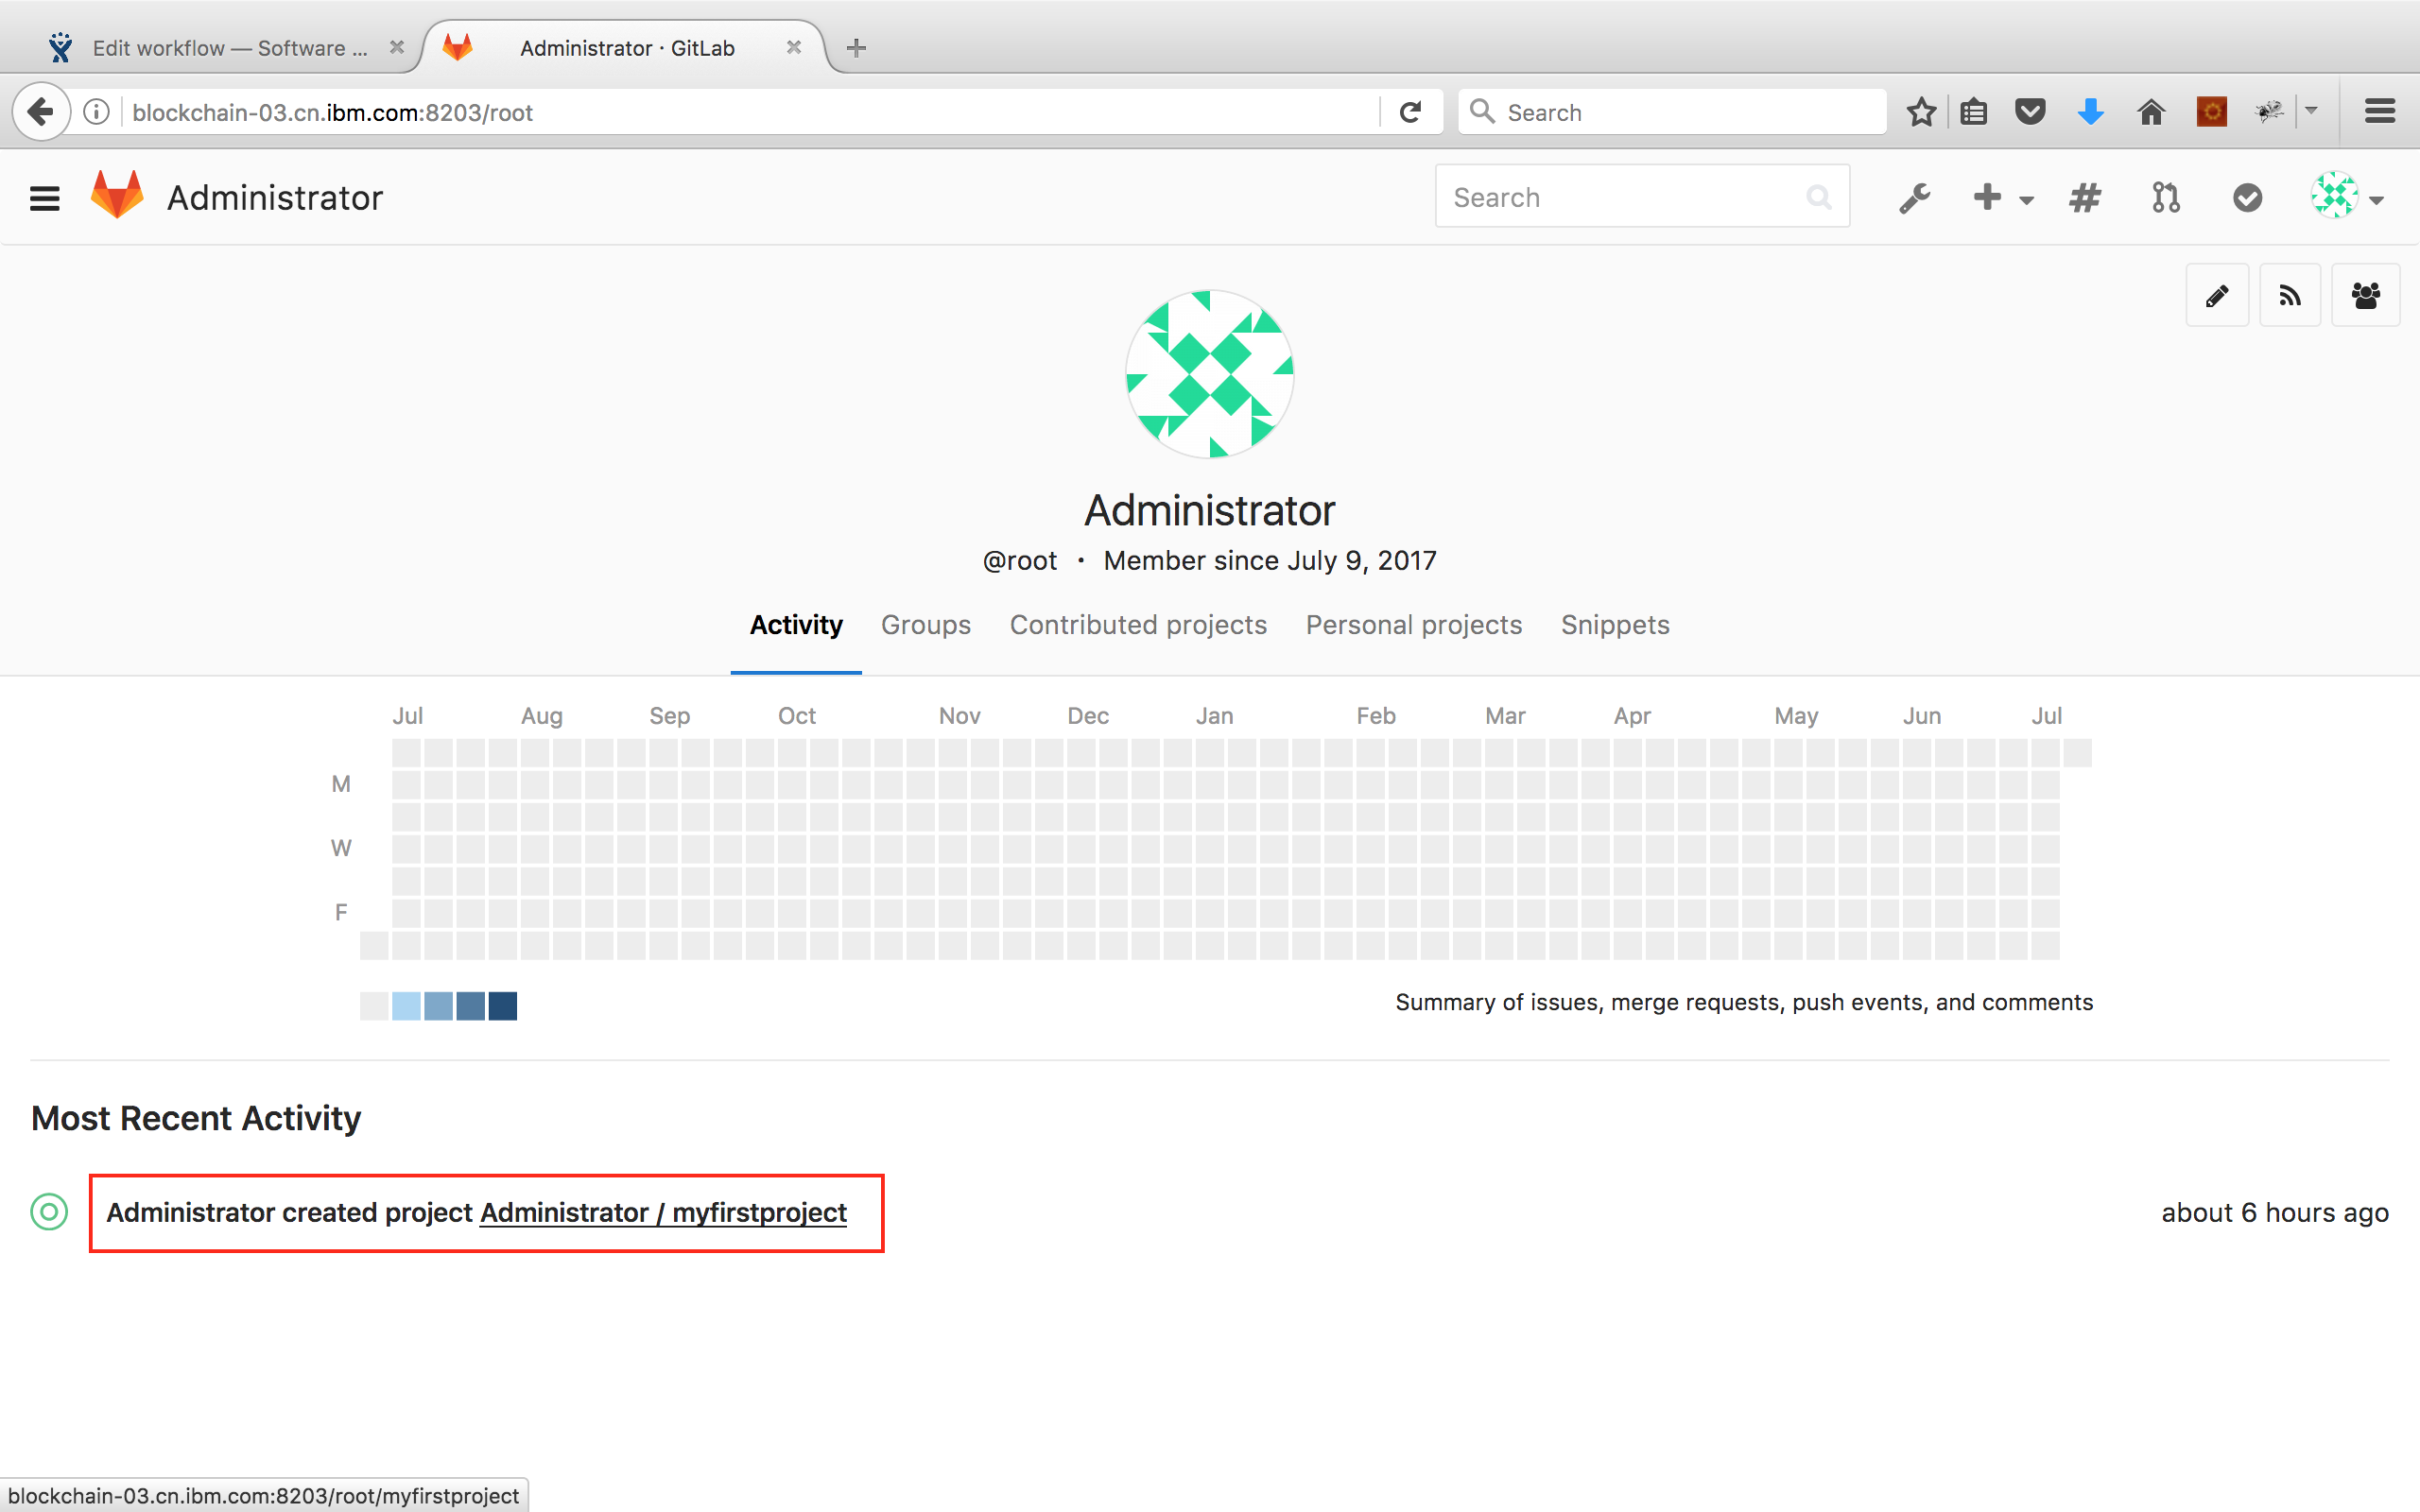 Edit workflow — Software ...
Administrator · GitLab
blockchain-03.cn.ibm.com:8203/root
Search
Administrator
Search
Administrator
@root · Member since July 9, 2017
Activity Groups Contributed projects Personal projects Snippets
Jul Aug Sep Oct Nov Dec Jan Feb Mar Apr May Jun Jul
M
W
F
Summary of issues, merge requests, push events, and comments
Most Recent Activity
Administrator created project Administrator / myfirstproject about 6 hours ago
blockchain-03.cn.ibm.com:8203/root/myfirstproject